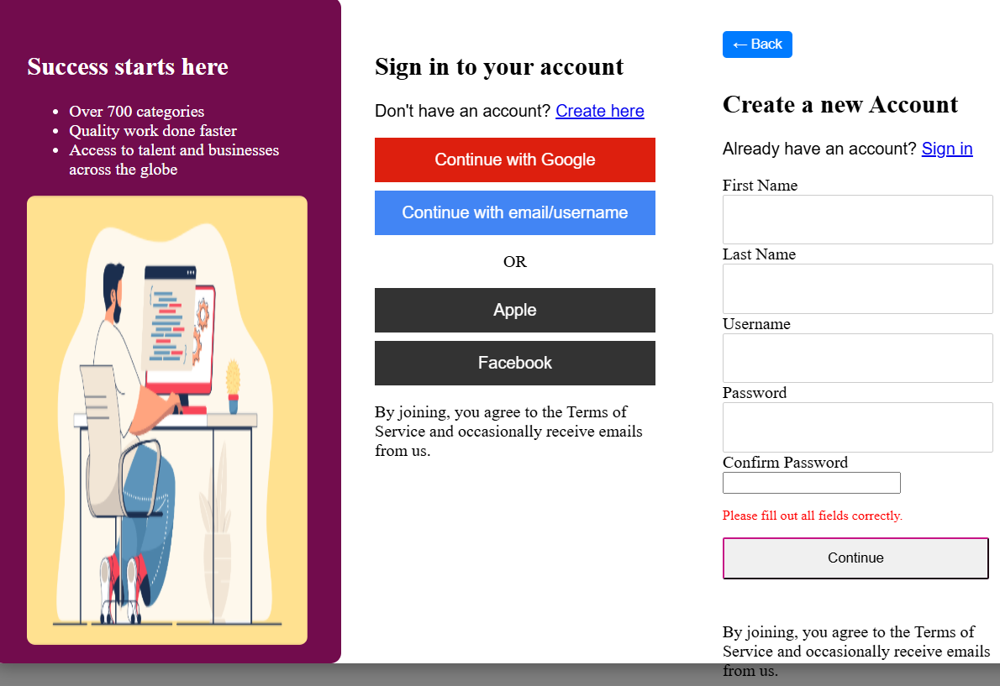 Success starts here
Over 700 categories
Quality work done faster
Access to talent and businesses
across the globe
Sign in to your account
Don't have an account? Create here
Continue with Google
Continue with email/username
OR
Apple
Facebook
By joining, you agree to the Terms of
Service and occasionally receive emails
from us.
← Back
Create a new Account
Already have an account? Sign in
First Name
Last Name
Username
Password
Confirm Password
Please fill out all fields correctly.
Continue
By joining, you agree to the Terms of
Service and occasionally receive emails
from us.